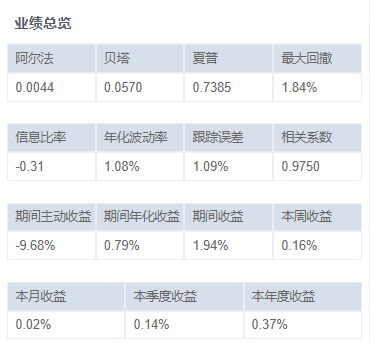 业绩总览
阿尔法 贝塔 夏普 最大回撤
0.0044 0.0570 0.7385 1.84%
信息比率 年化波动率 跟踪误差 相关系数
-0.31 1.08% 1.09% 0.9750
期间主动收益 期间年化收益 期间收益 本周收益
-9.68% 0.79% 1.94% 0.16%
本月收益 本季度收益 本年度收益
0.02% 0.14% 0.37%